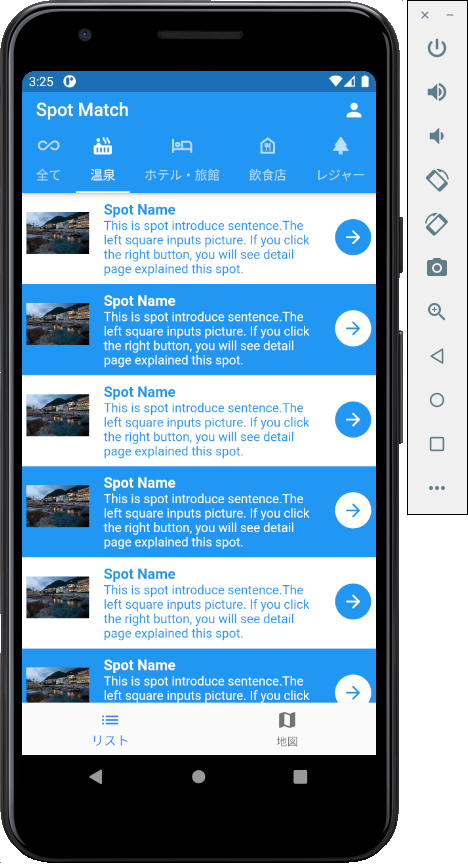 3:25
Spot Match
全て
温泉
ホテル・旅館
飲食店
レジャー
Spot Name
This is spot introduce sentence.The
left square inputs picture. If you click
the right button, you will see detail
page explained this spot.
Spot Name
This is spot introduce sentence.The
left square inputs picture. If you click
the right button, you will see detail
page explained this spot.
Spot Name
This is spot introduce sentence.The
left square inputs picture. If you click
the right button, you will see detail
page explained this spot.
Spot Name
This is spot introduce sentence.The
left square inputs picture. If you click
the right button, you will see detail
page explained this spot.
Spot Name
This is spot introduce sentence.The
left square inputs picture. If you click
the right button, you will see detail
page explained this spot.
Spot Name
This is spot introduce sentence.The
left square inputs picture. If you click
リスト
地図